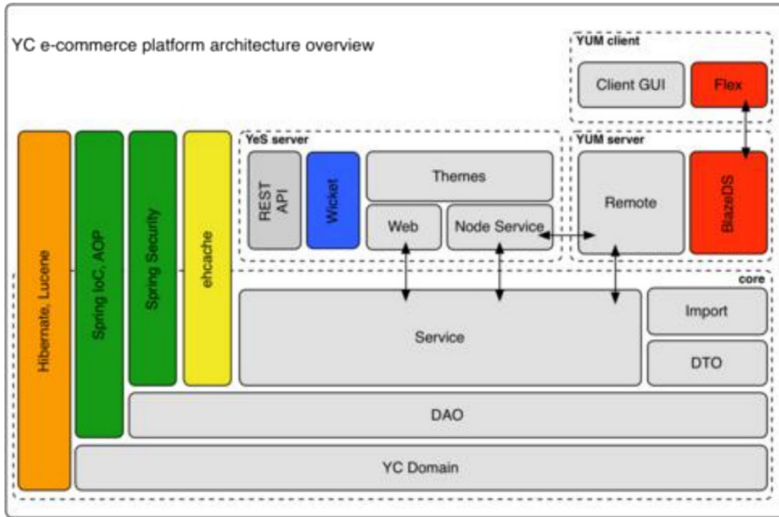 YC e-commerce platform architecture overview
YUM client
Client GUI
Flex
YeS server
YUM server
REST
API
Wicket
Themes
Web
Node Service
Remote
BlazeDS
Hibernate, Lucene
Spring IoC, AOP
Spring Security
ehcache
core
Service
Import
DTO
DAO
YC Domain